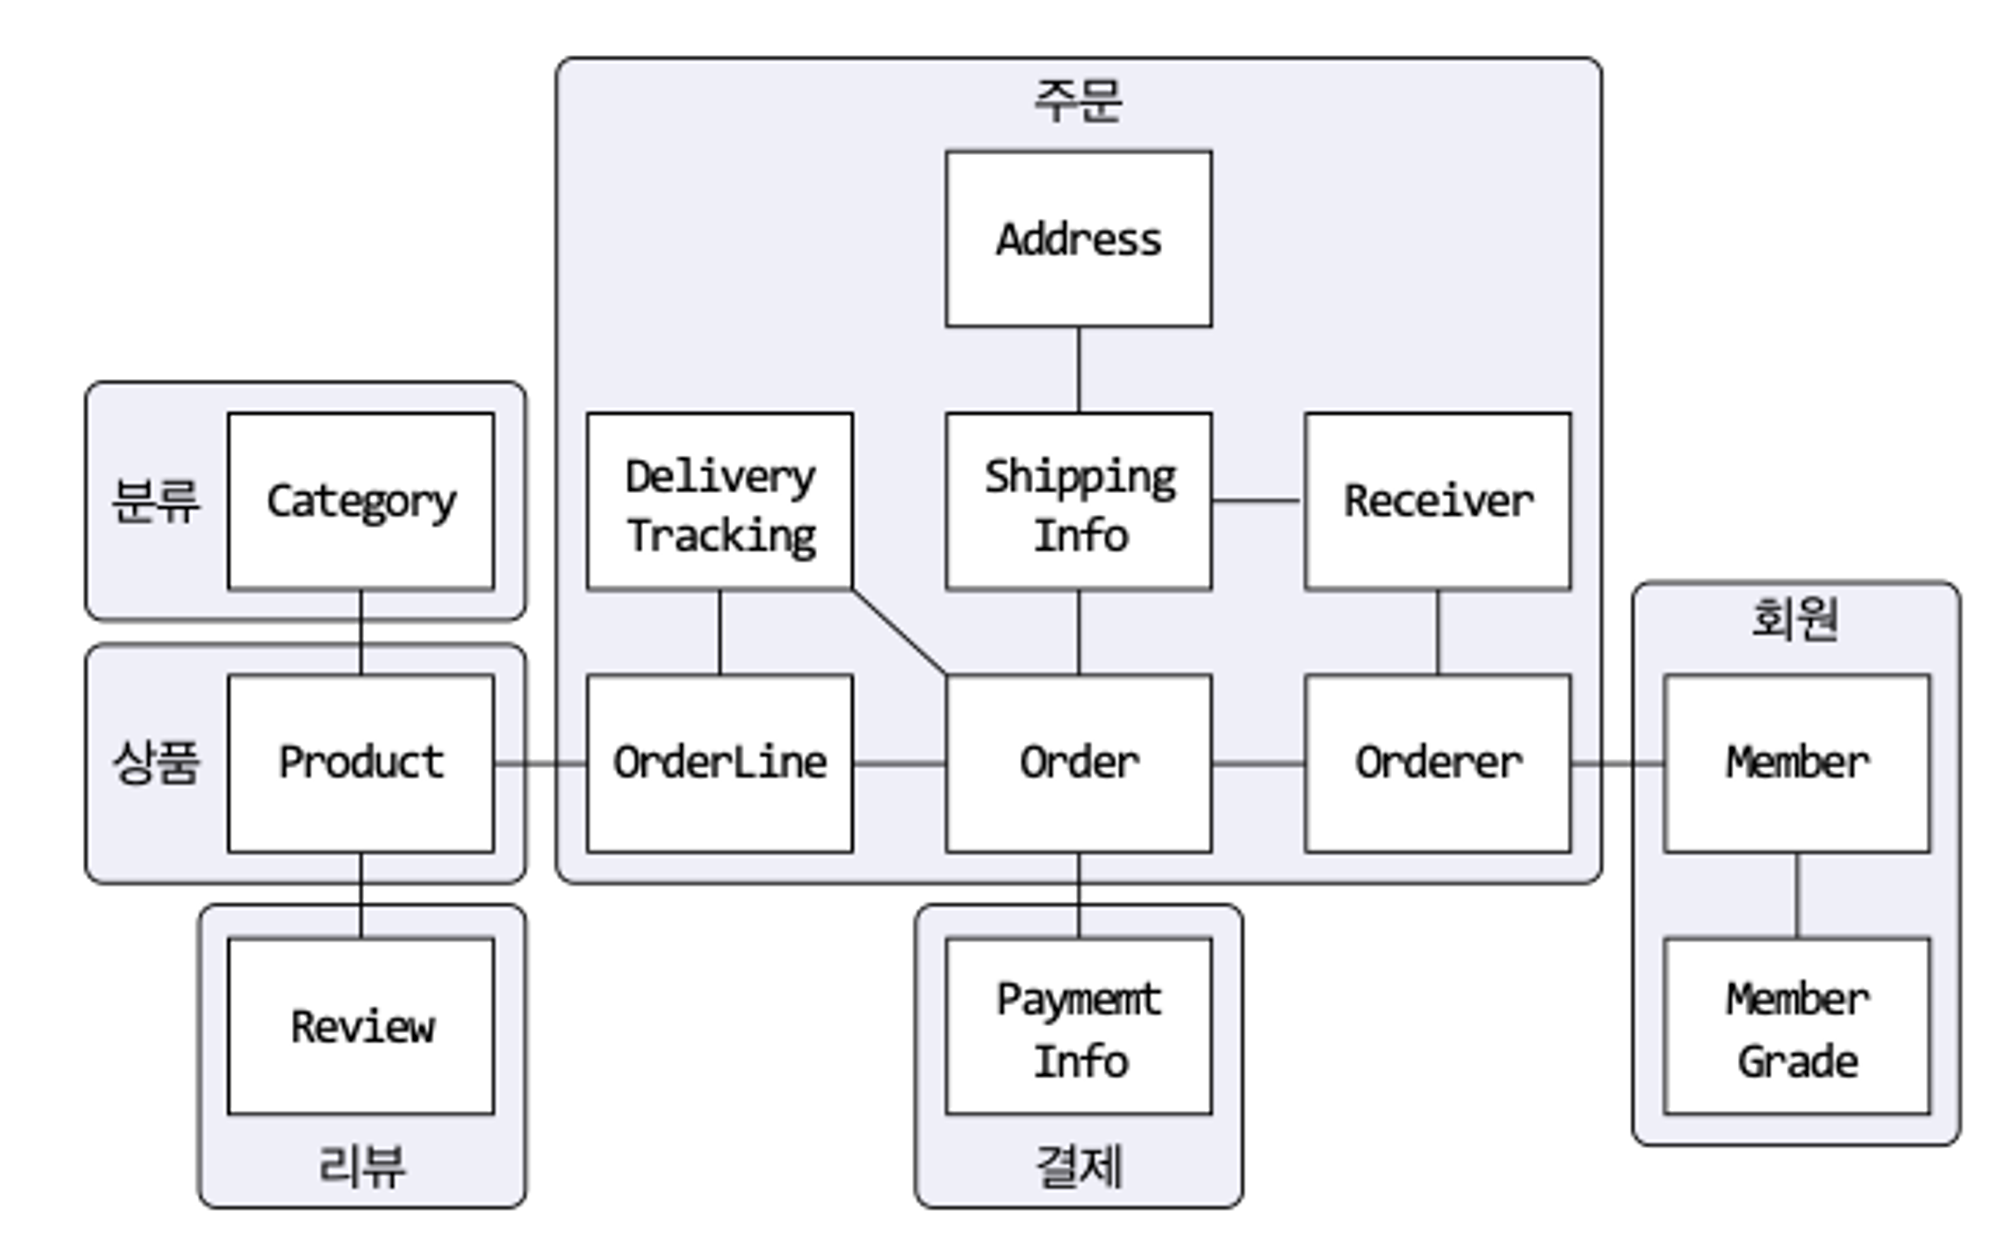 주문
Address
분류
Category
Delivery
Tracking
Shipping
Info
Receiver
상품
Product
OrderLine
Order
Orderer
회원
Member
Review
리뷰
Paymemt
Info
결제
Member
Grade